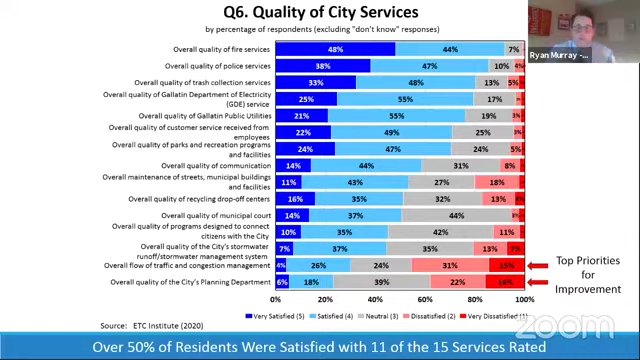 Q6. Quality of City Services
by percentage of respondents (excluding "don't know" responses)
Ryan Murray -...
Overall quality of fire services 48% 44% 7%
Overall quality of police services 38% 47% 10% 4%
Overall quality of trash collection services 33% 48% 13% 5%
Overall quality of Gallatin Department of Electricity
(GDE) service 25% 55% 17%
Overall quality of Gallatin Public Utilities 21% 55% 19% 3%
Overall quality of customer service received from
employees 22% 49% 25% 3%
Overall quality of parks and recreation programs
and facilities 24% 47% 24% 5%
Overall quality of communication 14% 44% 31% 8%
Overall maintenance of streets, municipal buildings
and facilities 11% 43% 27% 18%
Overall quality of recycling drop-off centers 16% 35% 32% 13%
Overall quality of municipal court 14% 37% 44%
Overall quality of programs designed to connect
citizens with the City 10% 35% 42% 11%
Overall quality of the City's stormwater
runoff/stormwater management system 7% 37% 35% 13% 7%
Overall flow of traffic and congestion management 4% 26% 24% 31% 15%
Overall quality of the City's Planning Department 6% 18% 39% 22% 16%
Top Priorities
for
Improvement
0% 20% 40% 60% 80% 100%
Very Satisfied (5) Satisfied (4) Neutral (3) Dissatisfied (2) Very Dissatisfied (1)
Source: ETC Institute (2020)
zoom
Over 50% of Residents Were Satisfied with 11 of the 15 Services Rated